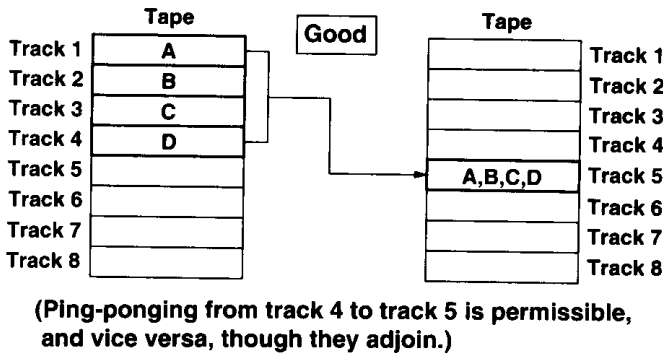 Tape
Good
Tape
Track 1
A
Track 2
B
Track 3
C
Track 4
D
Track 5
Track 6
Track 7
Track 8
Track 1
Track 2
Track 3
Track 4
A,B,C,D
Track 5
Track 6
Track 7
Track 8
(Ping-ponging from track 4 to track 5 is permissible,
and vice versa, though they adjoin.)